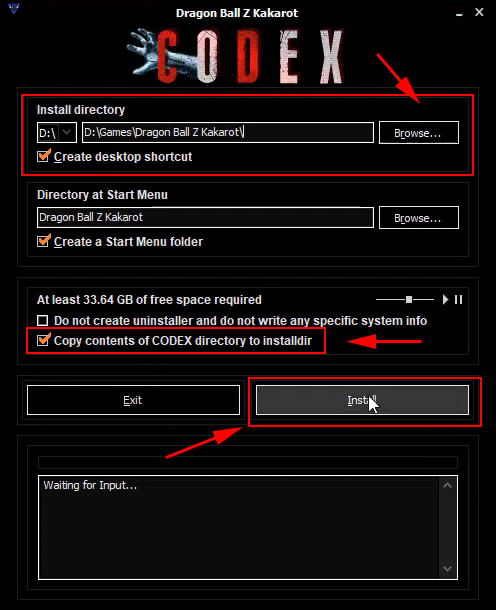 Dragon Ball Z Kakarot
CODEX
Install directory
D:\ D:\Games\Dragon Ball Z Kakarot\ Browse...
Create desktop shortcut
Directory at Start Menu
Dragon Ball Z Kakarot Browse...
Create a Start Menu folder
At least 33.64 GB of free space required
Do not create uninstaller and do not write any specific system info
Copy contents of CODEX directory to installdir
Exit Install
Waiting for Input...